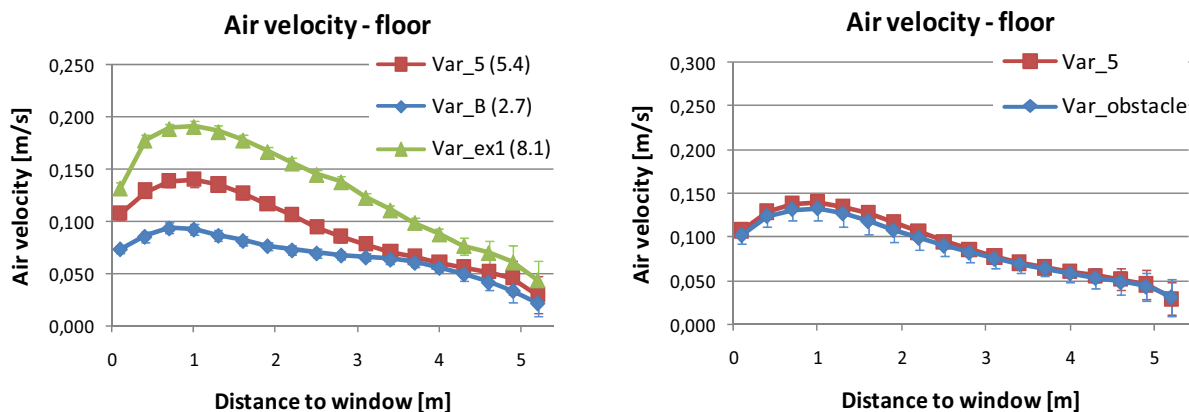 Air velocity - floor
0,250
0,200
0,150
0,100
0,050
0,000
Air velocity [m/s]
Var_5 (5.4)
Var_B (2.7)
Var_ex1 (8.1)
0 1 2 3 4 5
Distance to window [m]
Air velocity - floor
0,300
0,250
0,200
0,150
0,100
0,050
0,000
Air velocity [m/s]
Var_5
Var_obstacle
0 1 2 3 4 5
Distance to window [m]